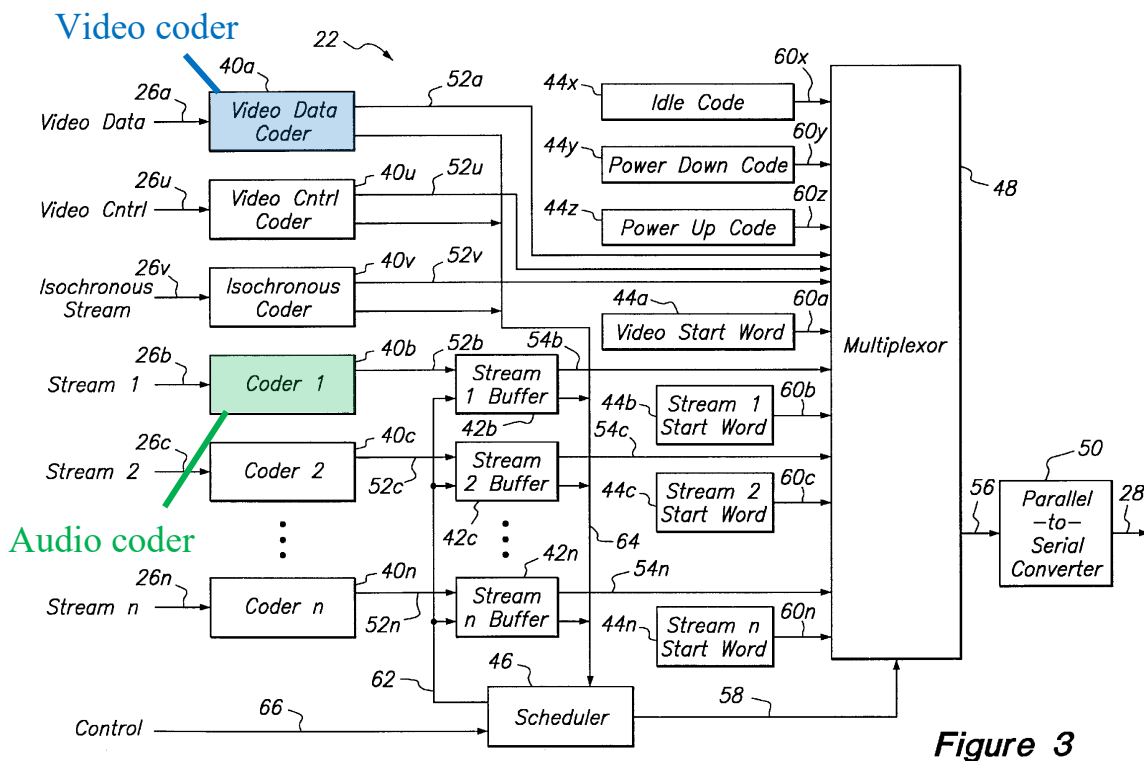 Video coder
22
40a
52a
60x
26a
Video Data
Video Data
Coder
44x
Idle Code
60y
44y
Power Down Code
48
26u
40u
52u
Video Cntrl
Video Cntrl
Coder
60z
44z
Power Up Code
26v
40v
52v
Isochronous
Stream
Isochronous
Coder
44a
60a
Video Start Word
Multiplexor
26b
40b
52b
54b
Stream 1
Coder 1
Stream
1 Buffer
42b
44b
Stream 1
Start Word
60b
54c
26c
40c
Stream 2
Coder 2
52c
Stream
2 Buffer
42c
44c
Stream 2
Start Word
60c
50
56
Parallel
-to-
Serial
Converter
28
Audio coder
64
42n
54n
26n
40n
Stream n
Coder n
52n
Stream
n Buffer
44n
Stream n
Start Word
60n
46
62
58
Control
66
Scheduler
Figure 3